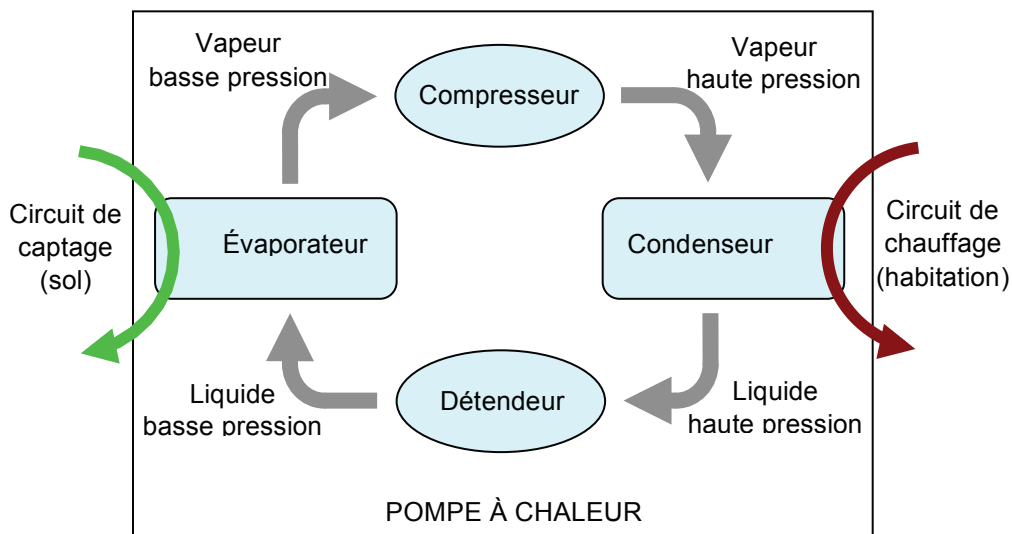 Vapeur
basse pression
Vapeur
haute pression
Compresseur
Circuit de
captage
(sol)
Évaporateur
Condenseur
Circuit de
chauffage
(habitation)
Liquide
basse pression
Détendeur
Liquide
haute pression
POMPE À CHALEUR